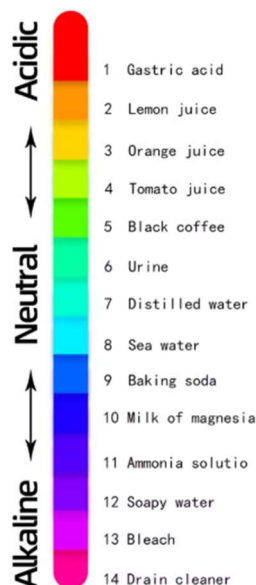 Acidic
Neutral
Alkaline
1 Gastric acid
2 Lemon juice
3 Orange juice
4 Tomato juice
5 Black coffee
6 Urine
7 Distilled water
8 Sea water
9 Baking soda
10 Milk of magnesia
11 Ammonia solutio
12 Soapy water
13 Bleach
14 Drain cleaner